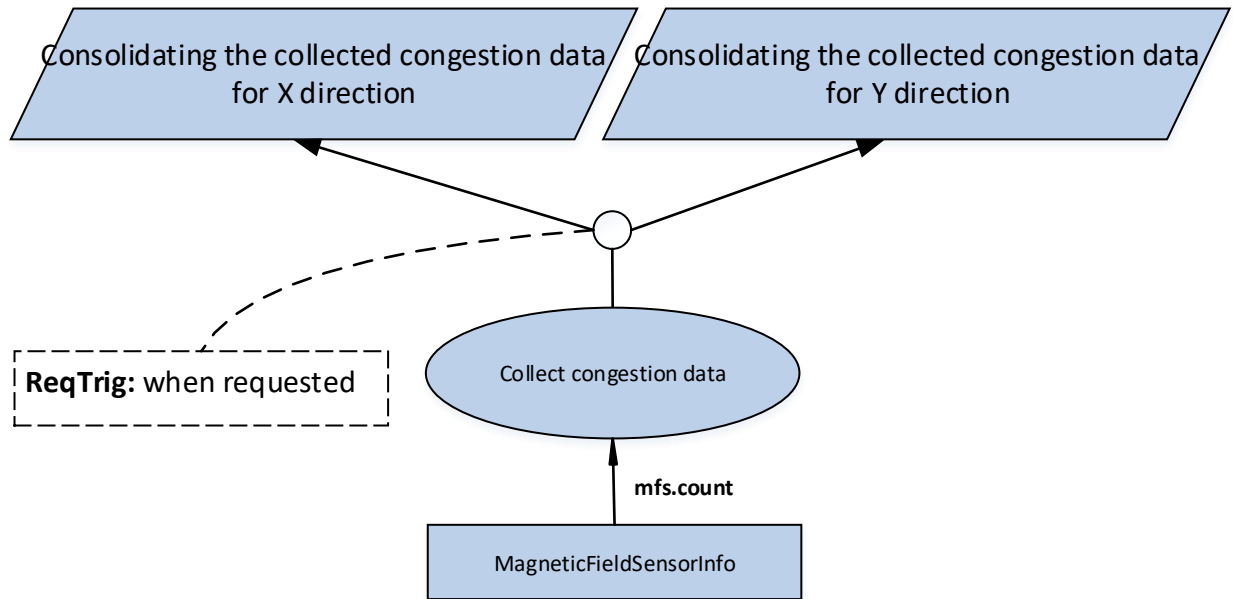 Consolidating the collected congestion data
for X direction
Consolidating the collected congestion data
for Y direction
ReqTrig: when requested
Collect congestion data
mfs.count
MagneticFieldSensorInfo